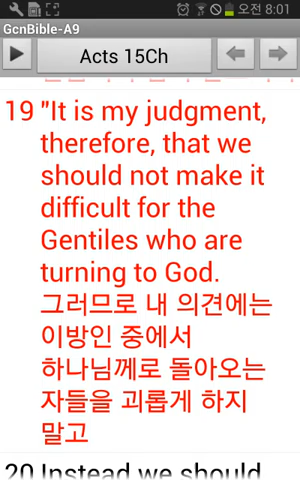 오전 8:01
GcnBible-A9
Acts 15Ch
19 "It is my judgment,
therefore, that we
should not make it
difficult for the
Gentiles who are
turning to God.
그러므로 내 의견에는
이방인 중에서
하나님께로 돌아오는
자들을 괴롭게 하지
말고
20 Instead we should